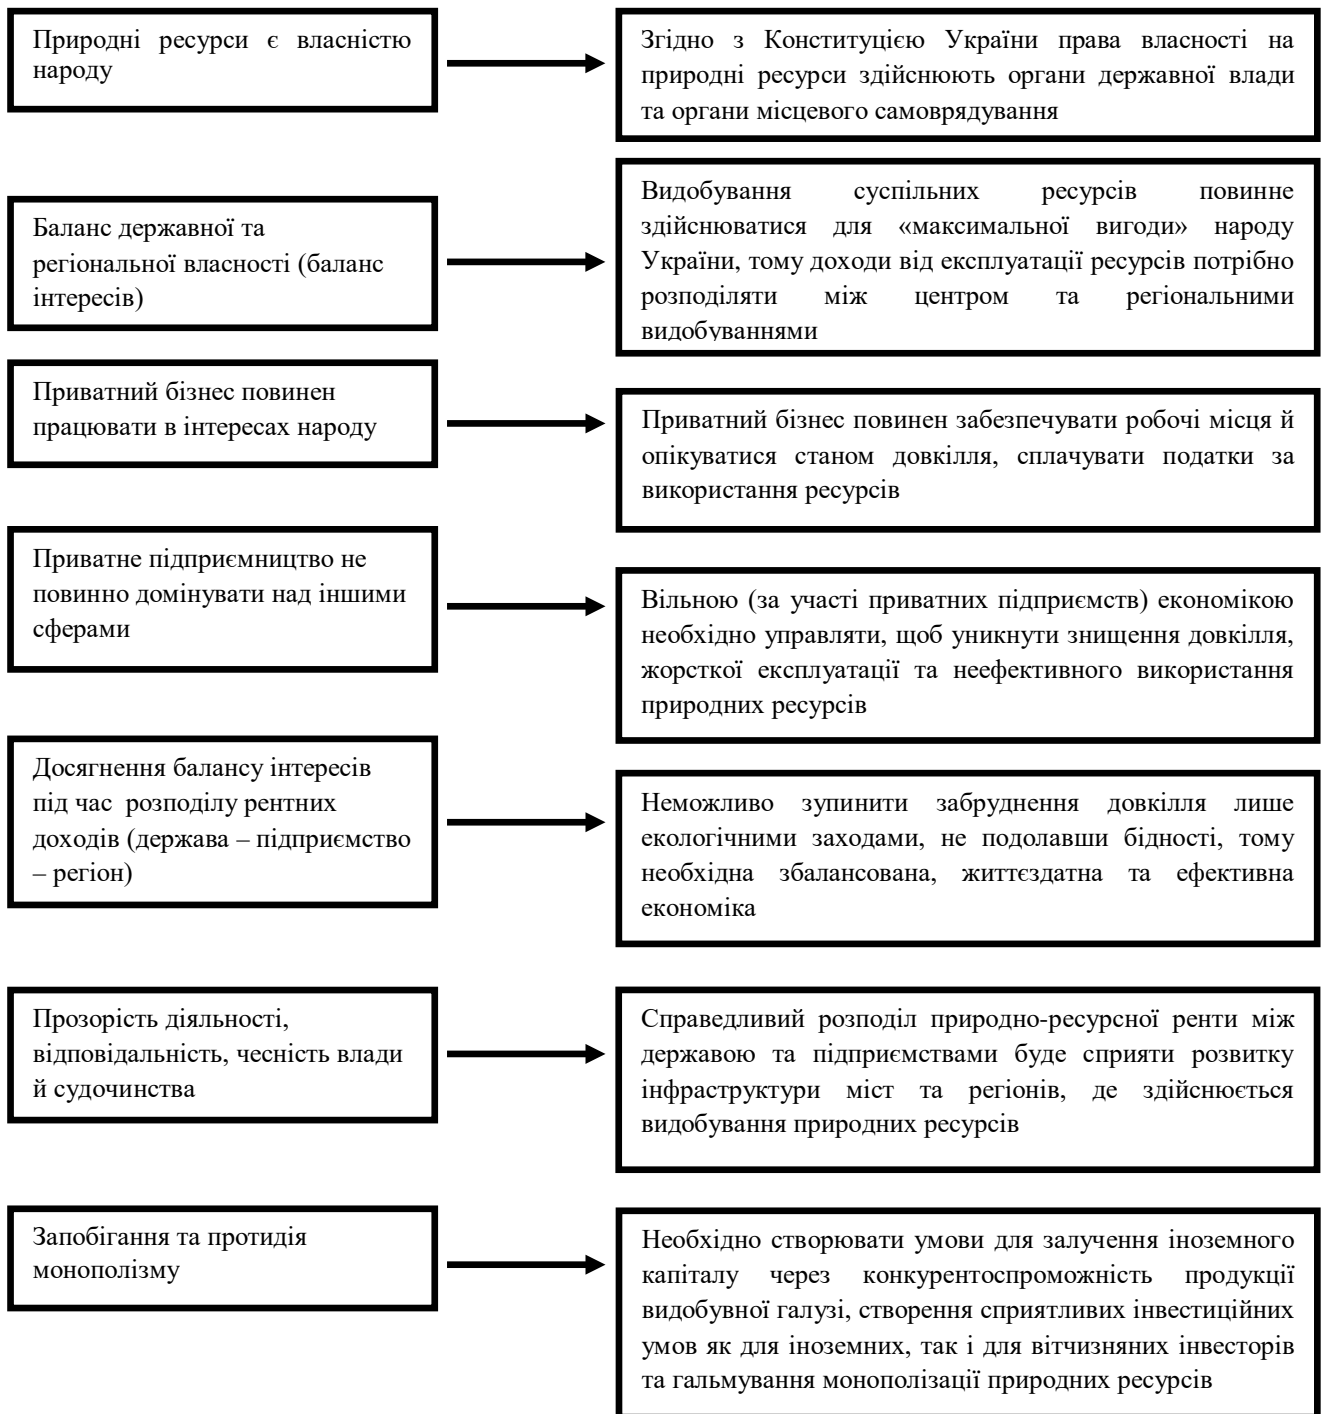 Природні ресурси є власністю
народу
Згідно з Конституцією України права власності на
природні ресурси здійснюють органи державної влади
та органи місцевого самоврядування
Баланс державної та
регіональної власності (баланс
інтересів)
Видобування суспільних ресурсів повинне
здійснюватися для «максимальної вигоди» народу
України, тому доходи від експлуатації ресурсів потрібно
розподіляти між центром та регіональними
видобуваннями
Приватний бізнес повинен
працювати в інтересах народу
Приватний бізнес повинен забезпечувати робочі місця й
опікуватися станом довкілля, сплачувати податки за
використання ресурсів
Приватне підприємництво не
повинно домінувати над іншими
сферами
Вільною (за участі приватних підприємств) економікою
необхідно управляти, щоб уникнути знищення довкілля,
жорсткої експлуатації та неефективного використання
природних ресурсів
Досягнення балансу інтересів
під час розподілу рентних
доходів (держава – підприємство
– регіон)
Неможливо зупинити забруднення довкілля лише
екологічними заходами, не подолавши бідності, тому
необхідна збалансована, життєздатна та ефективна
економіка
Прозорість діяльності,
відповідальність, чесність влади
й судочинства
Справедливий розподіл природно-ресурсної ренти між
державою та підприємствами буде сприяти розвитку
інфраструктури міст та регіонів, де здійснюється
видобування природних ресурсів
Запобігання та протидія
монополізму
Необхідно створювати умови для залучення іноземного
капіталу через конкурентоспроможність продукції
видобувної галузі, створення сприятливих інвестиційних
умов як для іноземних, так і для вітчизняних інвесторів
та гальмування монополізації природних ресурсів